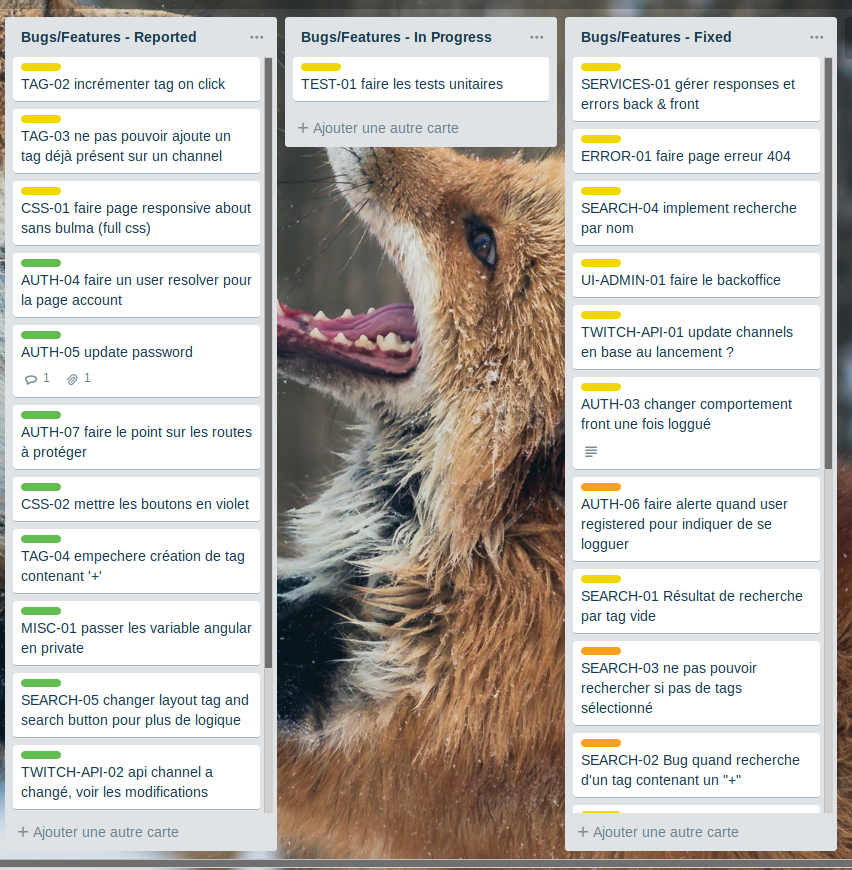 Bugs/Features - Reported
TAG-02 incrémenter tag on click
TAG-03 ne pas pouvoir ajoute un
tag déjà présent sur un channel
CSS-01 faire page responsive about
sans bulma (full css)
AUTH-04 faire un user resolver pour
la page account
AUTH-05 update password
1 1
AUTH-07 faire le point sur les routes
à protéger
CSS-02 mettre les boutons en violet
TAG-04 empechere création de tag
contenant '+'
MISC-01 passer les variable angular
en private
SEARCH-05 changer layout tag and
search button pour plus de logique
TWITCH-API-02 api channel a
changé, voir les modifications
+ Ajouter une autre carte
Bugs/Features - In Progress
TEST-01 faire les tests unitaires
+ Ajouter une autre carte
Bugs/Features - Fixed
SERVICES-01 gérer responses et
errors back & front
ERROR-01 faire page erreur 404
SEARCH-04 implement recherche
par nom
UI-ADMIN-01 faire le backoffice
TWITCH-API-01 update channels
en base au lancement ?
AUTH-03 changer comportement
front une fois loggué
AUTH-06 faire alerte quand user
registered pour indiquer de se
logguer
SEARCH-01 Résultat de recherche
par tag vide
SEARCH-03 ne pas pouvoir
rechercher si pas de tags
sélectionné
SEARCH-02 Bug quand recherche
d'un tag contenant un "+"
+ Ajouter une autre carte